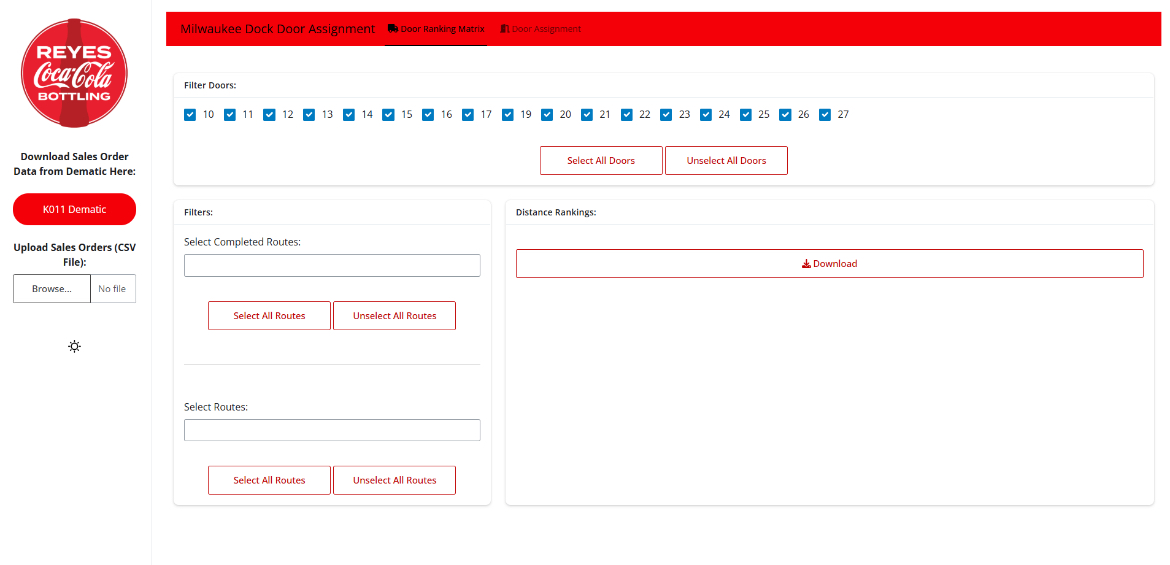 REYES
Coca-Cola
BOTTLING
Download Sales Order
Data from Dematic Here:
K011 Dematic
Upload Sales Orders (CSV
File):
Browse... No file
Milwaukee Dock Door Assignment Door Ranking Matrix Door Assignment
Filter Doors:
10 11 12 13 14 15 16 17 19 20 21 22 23 24 25 26 27
Select All Doors Unselect All Doors
Filters:
Select Completed Routes:
Select All Routes Unselect All Routes
Select Routes:
Select All Routes Unselect All Routes
Distance Rankings:
Download